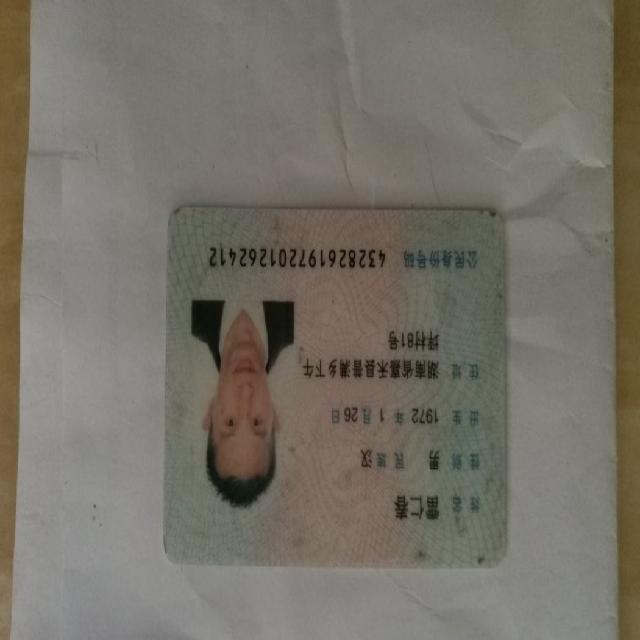 姓名 雷仁喜
性别 男 民族 汉
出生 1972 年 1 月 26 日
住址 湖南省嘉禾县普满乡下午
坪村81号
公民身份号码 432826197201262412